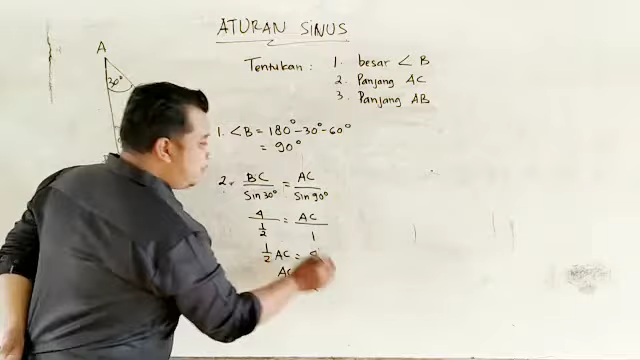 ATURAN SINUS
Tentukan : 1. besar ∠ B
2. Panjang AC
3. Panjang AB
A
30°
1. ∠B = 180° - 30° - 60°
= 90°
2. BC / Sin 30° = AC / Sin 90°
4 / ½ = AC / 1
½ AC = 4
AC